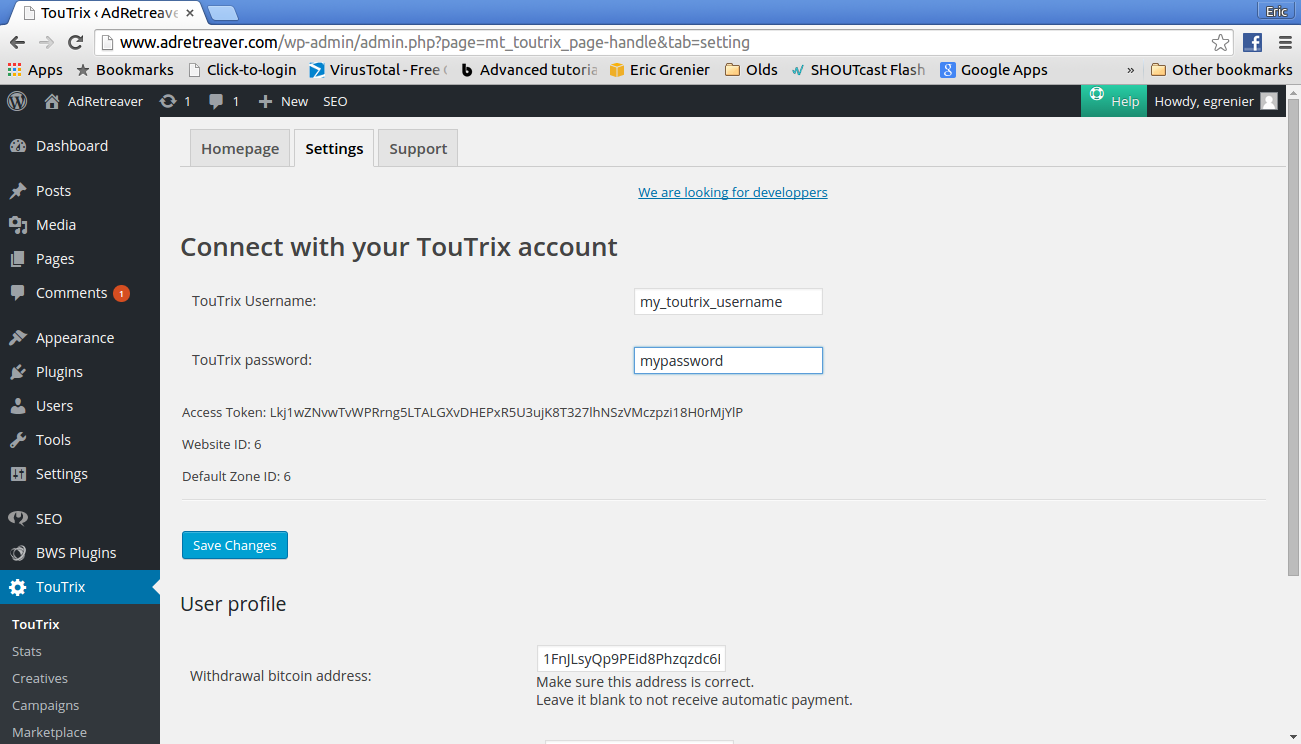 TouTrix ‹ AdRetreave
Eric
www.adretreaver.com/wp-admin/admin.php?page=mt_toutrix_page-handle&tab=setting
Apps Bookmarks Click-to-login VirusTotal - Free Advanced tutoria Eric Grenier Olds SHOUTcast Flash Google Apps » Other bookmarks
AdRetreaver 1 1 New SEO Help Howdy, egrenier
Dashboard
Posts
Media
Pages
Comments 1
Appearance
Plugins
Users
Tools
Settings
SEO
BWS Plugins
TouTrix
TouTrix
Stats
Creatives
Campaigns
Marketplace
Homepage Settings Support
We are looking for developpers
Connect with your TouTrix account
TouTrix Username: my_toutrix_username
TouTrix password: mypassword
Access Token: Lkj1wZNvwTvWPRrng5LTALGXvDHEPxR5U3ujK8T327lhNSzVMczpzi18H0rMjYlP
Website ID: 6
Default Zone ID: 6
Save Changes
User profile
Withdrawal bitcoin address: 1FnJLsyQp9PEid8Phzqzdc6
Make sure this address is correct.
Leave it blank to not receive automatic payment.